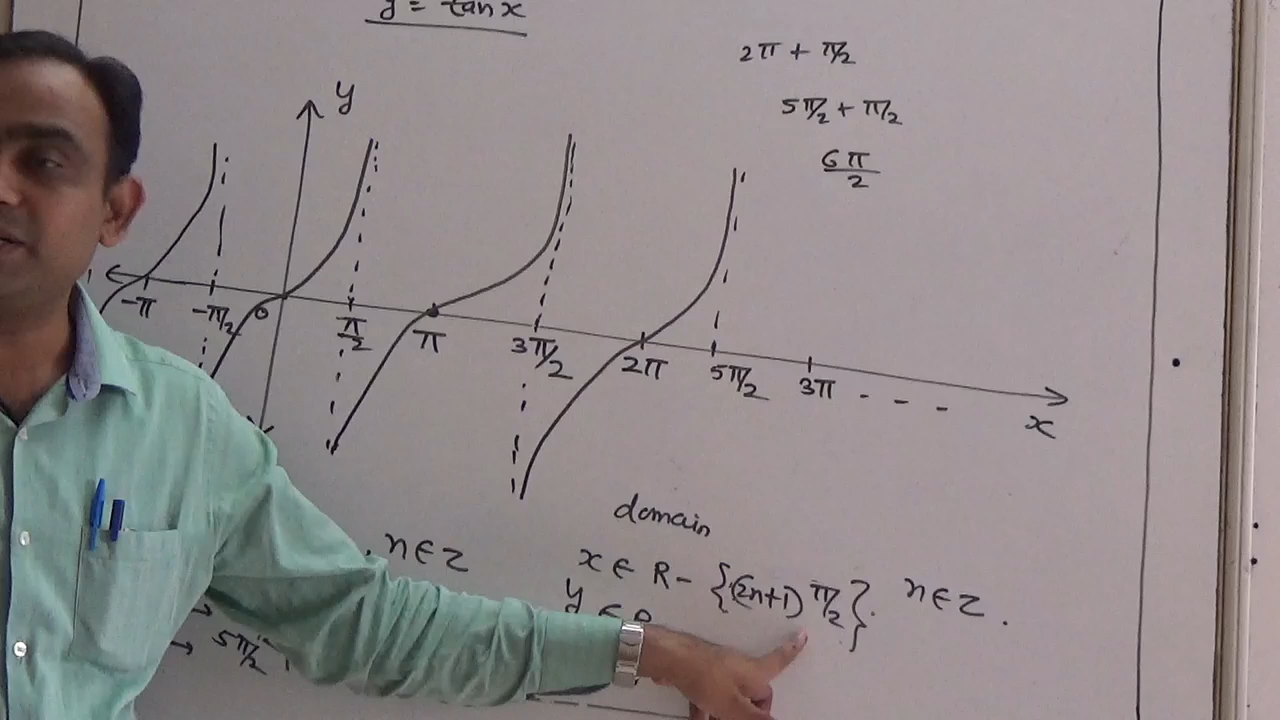 y = tan x
2π + π/2
5π/2 + π/2
6π/2
y
-π -π/2 0 π/2 π 3π/2 2π 5π/2 3π - - -
x
domain
n∈Z
x ∈ R - {(2n+1) π/2}. n∈Z.
y ∈ R
→ 5π/2